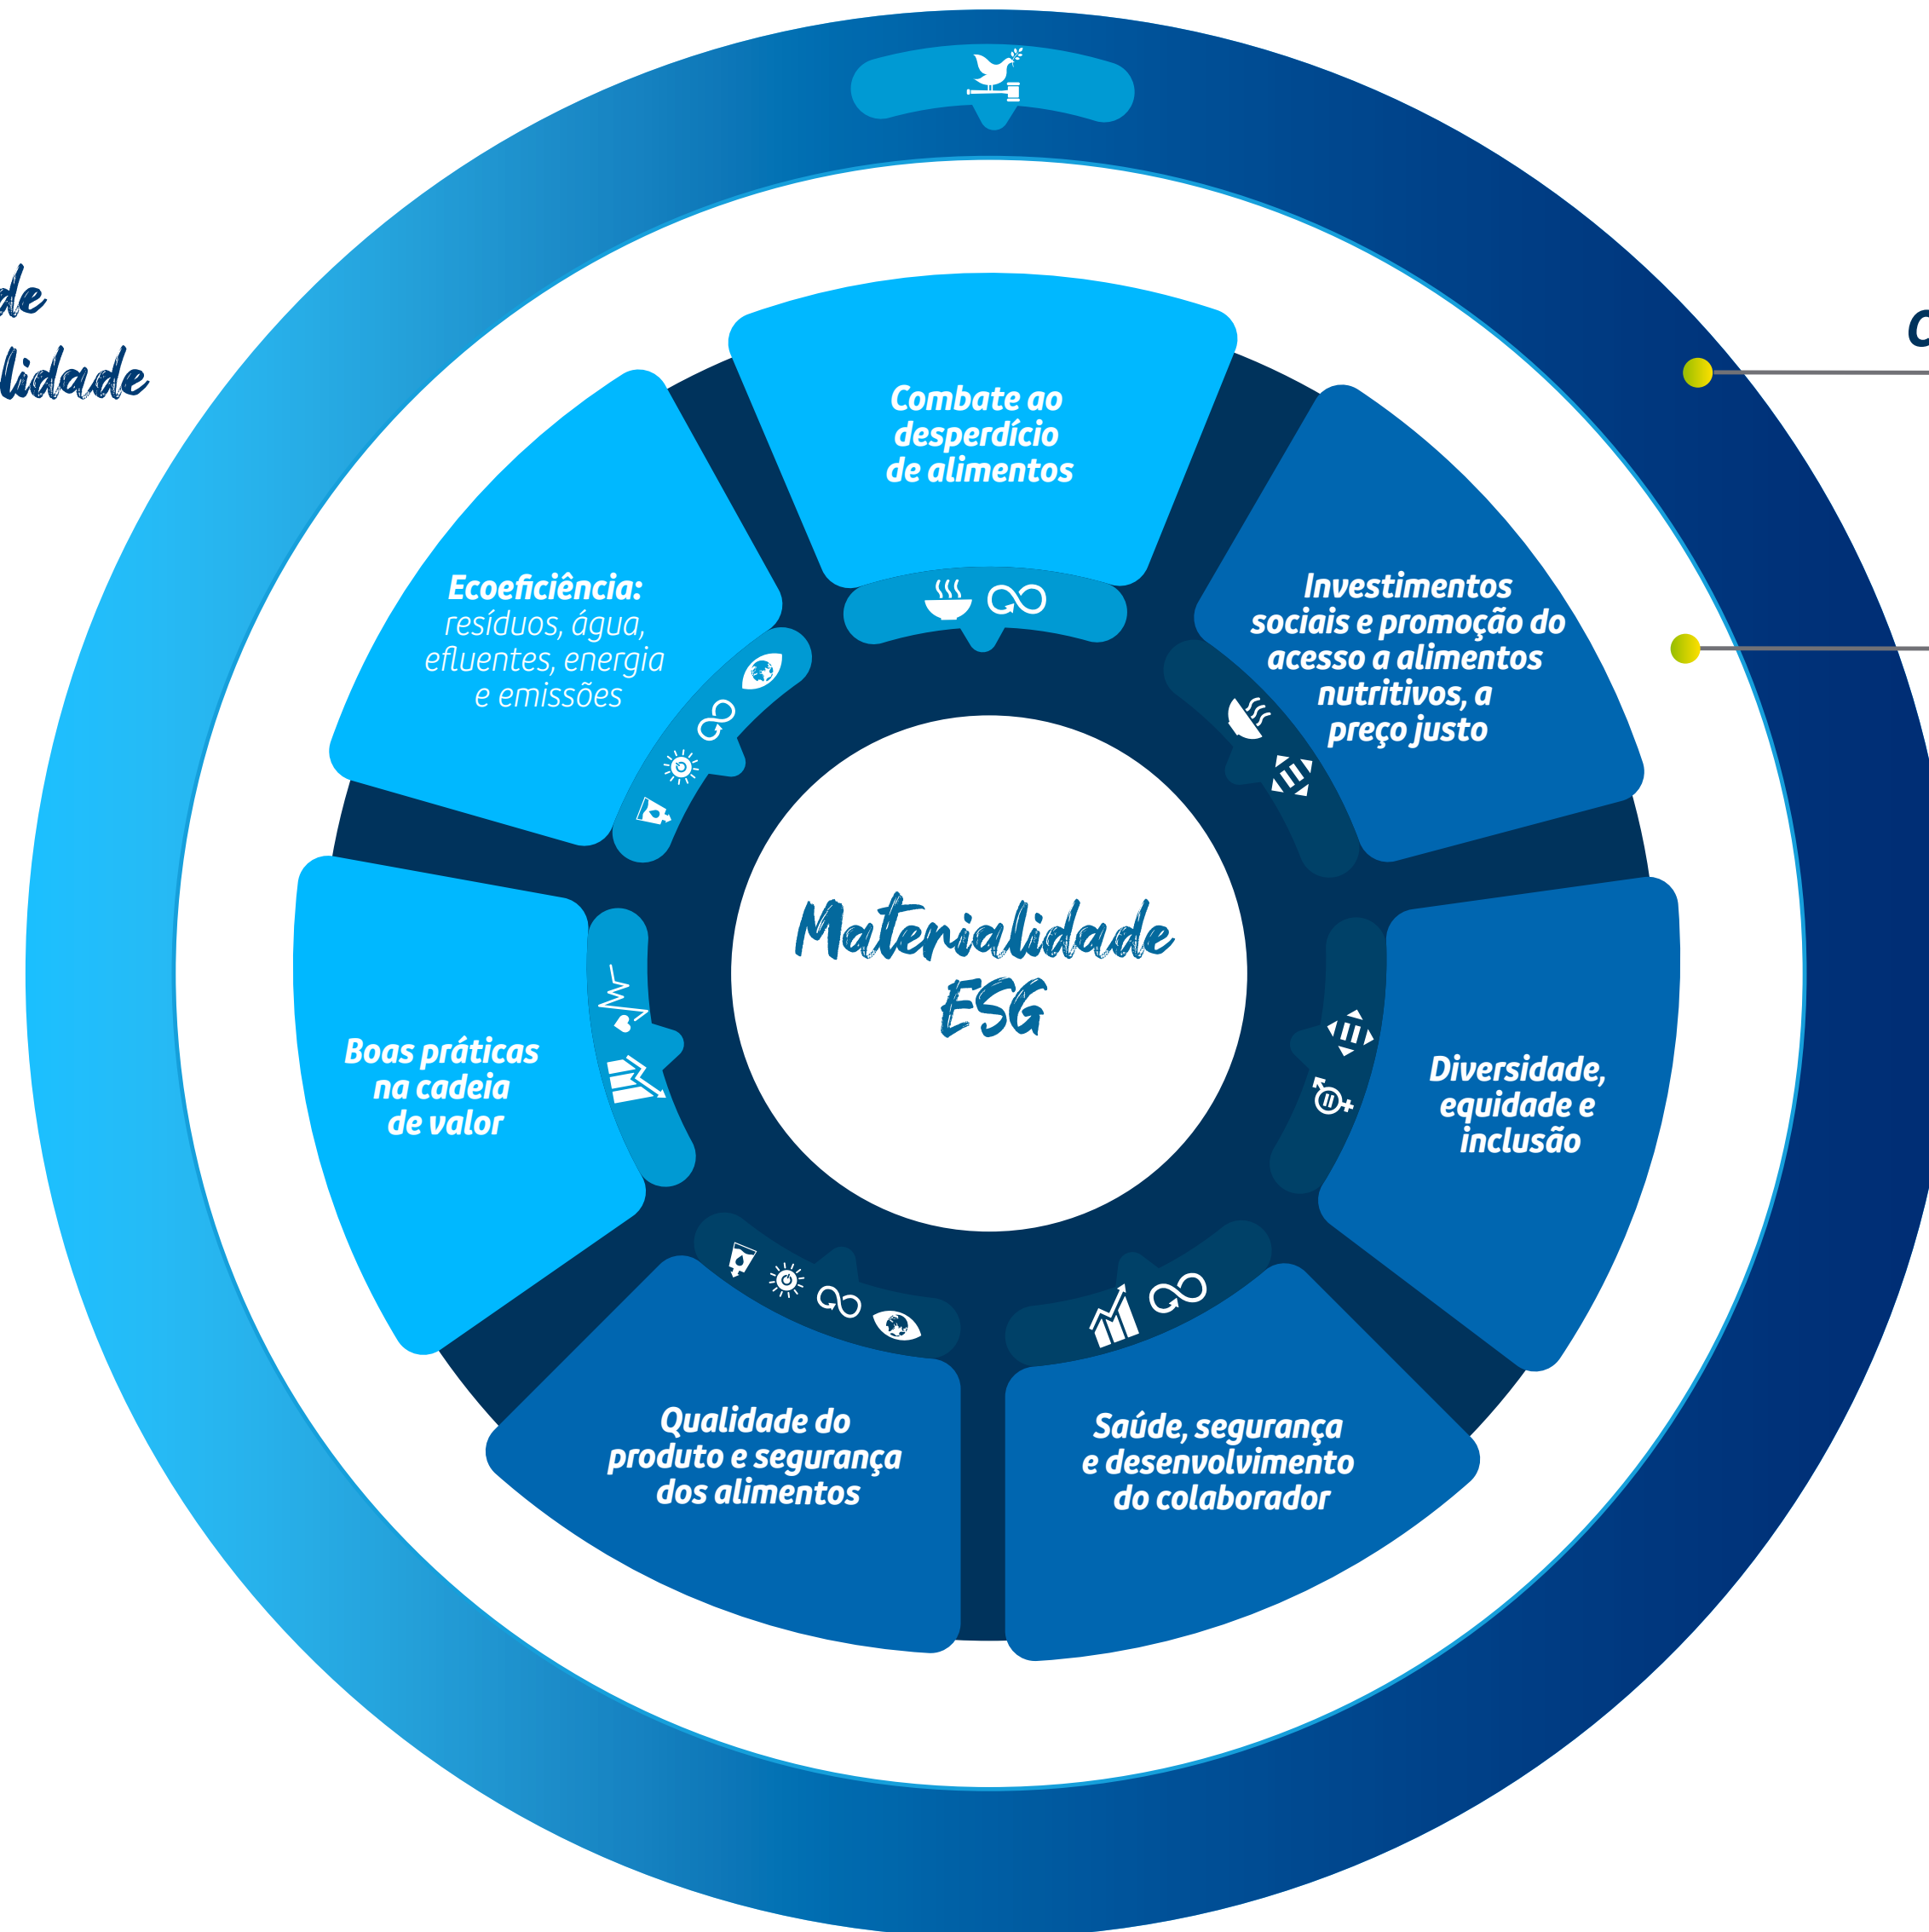 Combate ao
desperdício
de alimentos
Investimentos
sociais e promoção do
acesso a alimentos
nutritivos, a
preço justo
Diversidade,
equidade e
inclusão
Saúde, segurança
e desenvolvimento
do colaborador
Qualidade do
produto e segurança
dos alimentos
Boas práticas
na cadeia
de valor
Ecoeficiência:
resíduos, água,
efluentes, energia
e emissões
Materialidade
ESG